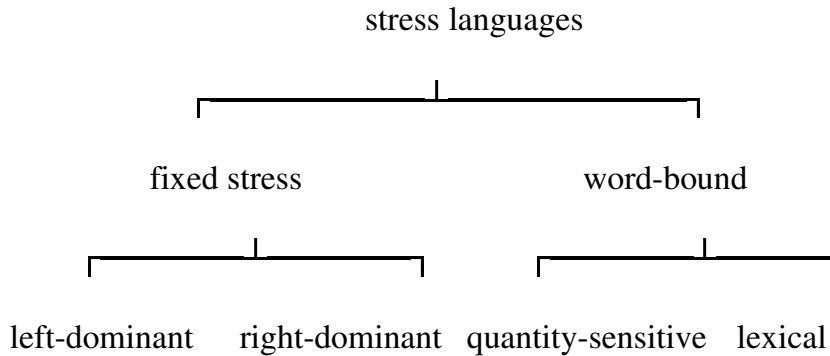 stress languages
fixed stress word-bound
left-dominant right-dominant quantity-sensitive lexical